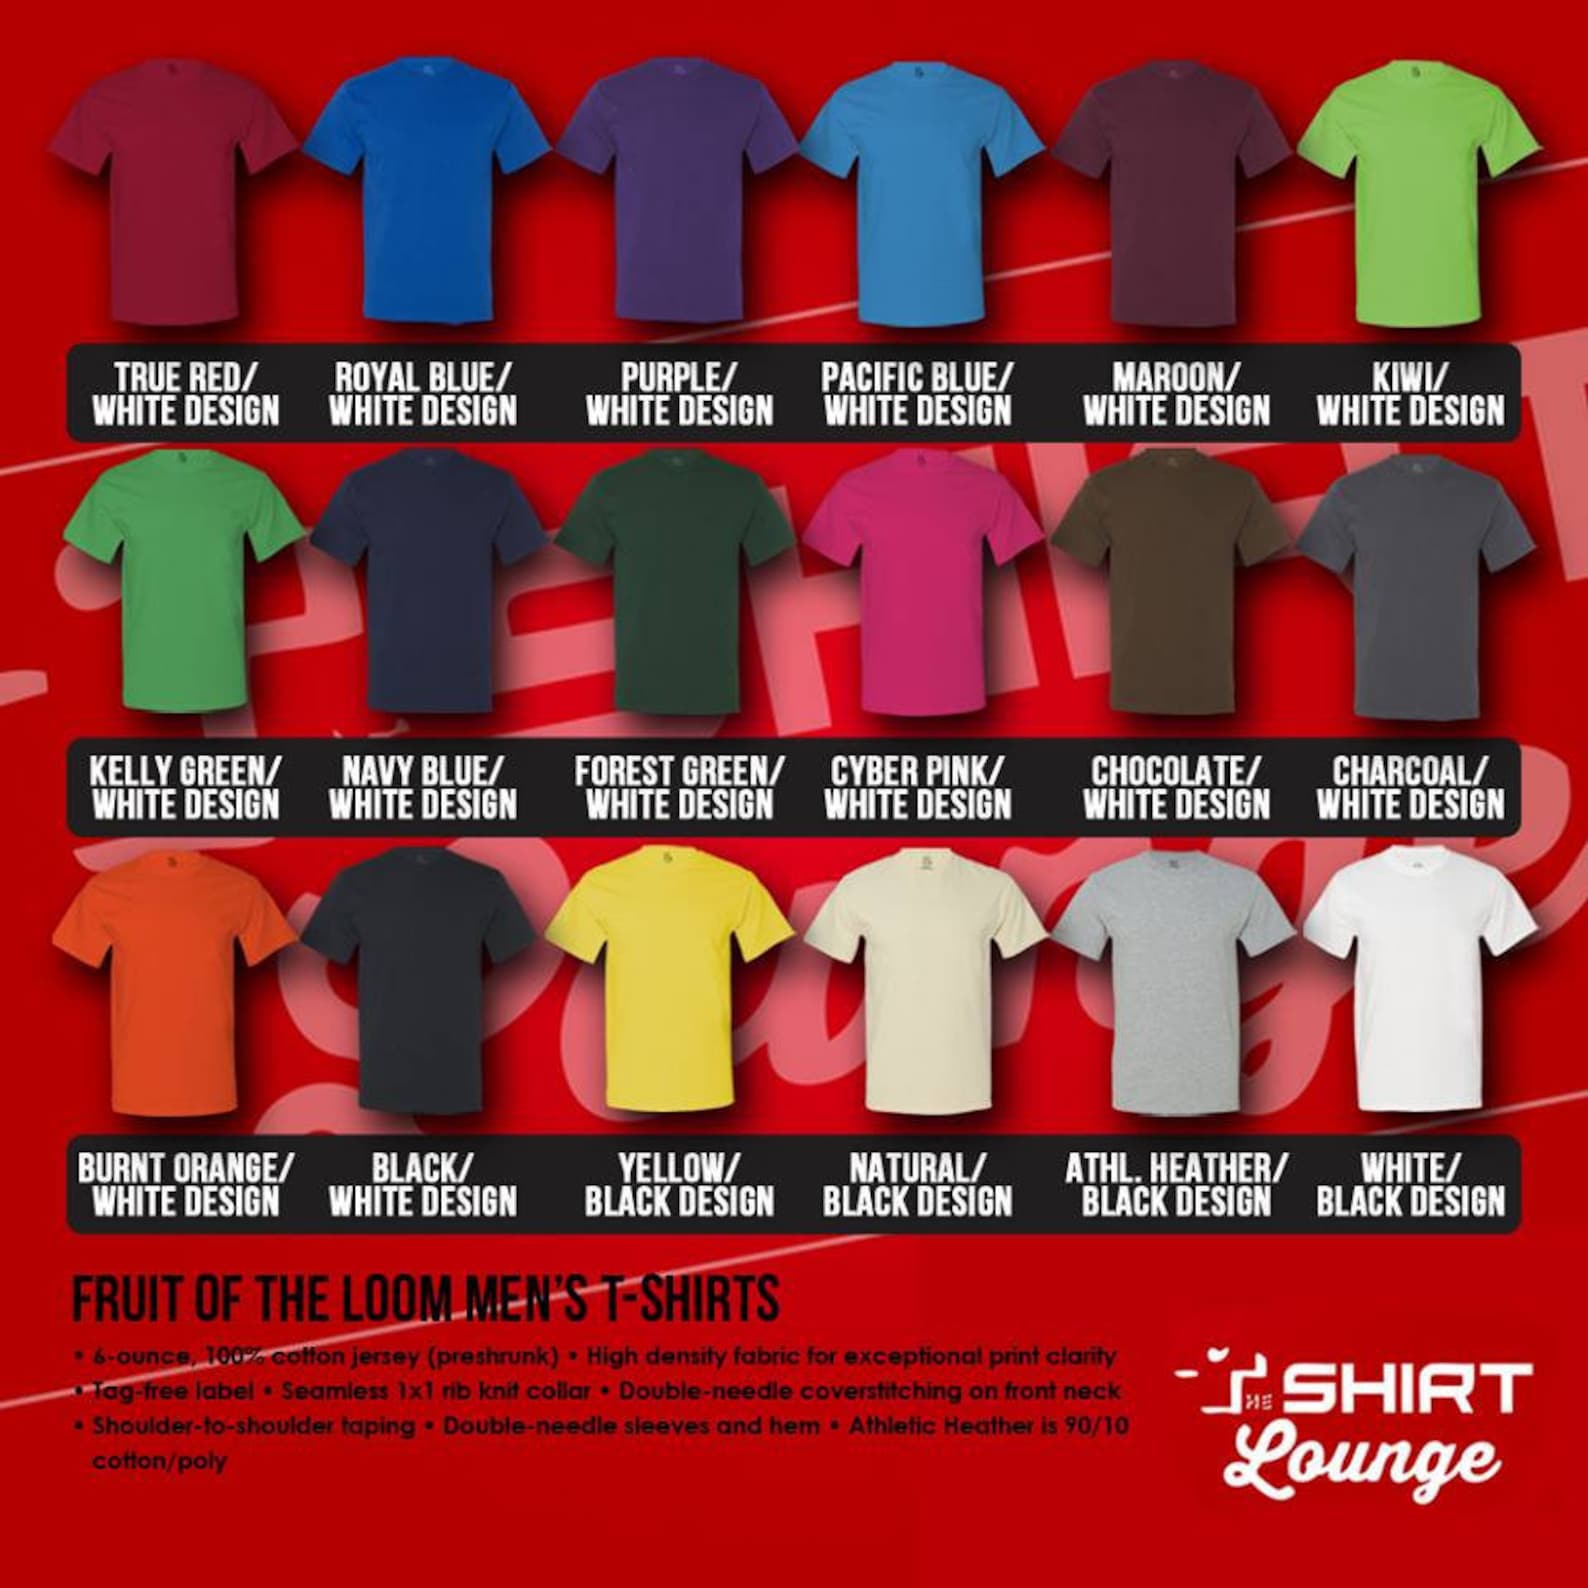 TRUE RED/ ROYAL BLUE/ PURPLE/ PACIFIC BLUE/ MAROON/ KIWI/
WHITE DESIGN WHITE DESIGN WHITE DESIGN WHITE DESIGN WHITE DESIGN WHITE DESIGN
KELLY GREEN/ NAVY BLUE/ FOREST GREEN/ CYBER PINK/ CHOCOLATE/ CHARCOAL/
WHITE DESIGN WHITE DESIGN WHITE DESIGN WHITE DESIGN WHITE DESIGN WHITE DESIGN
BURNT ORANGE/ BLACK/ YELLOW/ NATURAL/ ATHL. HEATHER/ WHITE/
WHITE DESIGN WHITE DESIGN BLACK DESIGN BLACK DESIGN BLACK DESIGN BLACK DESIGN
FRUIT OF THE LOOM MEN'S T-SHIRTS
• 6-ounce, 100% cotton jersey (preshrunk) • High density fabric for exceptional print clarity
• Tag-free label • Seamless 1x1 rib knit collar • Double-needle coverstitching on front neck
• Shoulder-to-shoulder taping • Double-needle sleeves and hem • Athletic Heather is 90/10
cotton/poly
THE SHIRT
Lounge